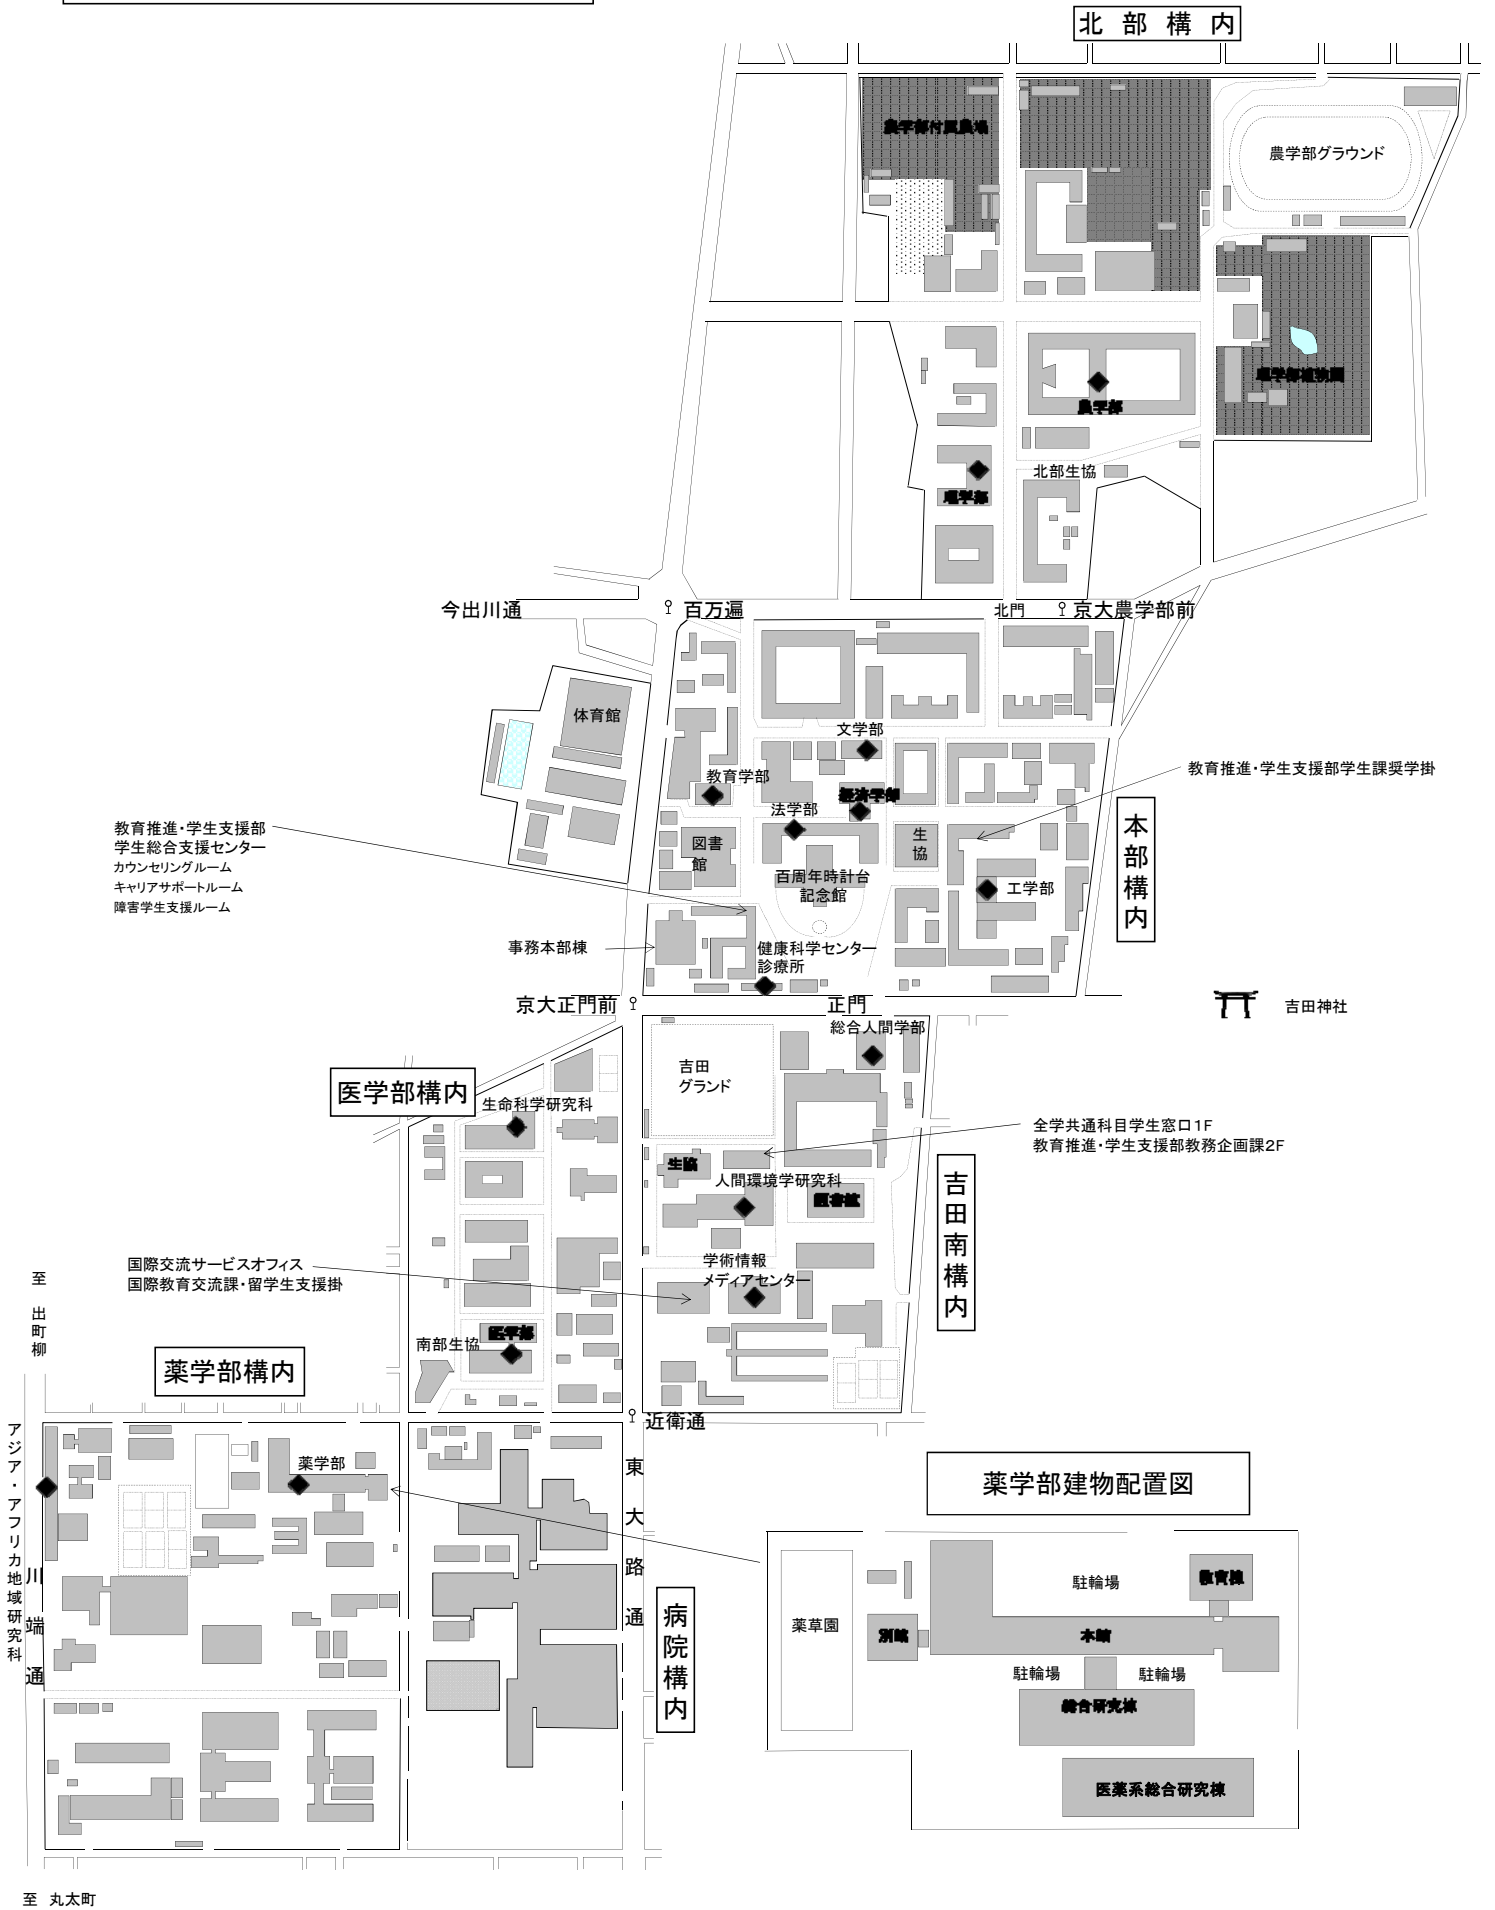 北部構内
農学部付属農場
農学部グラウンド
理学部植物園
農学部
北部生協
理学部
今出川通
百万遍
北門
京大農学部前
体育館
文学部
教育学部
経済学部
教育推進・学生支援部学生課奨学掛
法学部
本部構内
教育推進・学生支援部
学生総合支援センター
カウンセリングルーム
キャリアサポートルーム
障害学生支援ルーム
図書
館
生
協
百周年時計台
記念館
工学部
事務本部棟
健康科学センター
診療所
京大正門前
正門
吉田神社
総合人間学部
吉田
グランド
医学部構内
生命科学研究科
全学共通科目学生窓口1F
教育推進・学生支援部教務企画課2F
生協
人間環境学研究科
図書館
吉田南構内
学術情報
メディアセンター
国際交流サービスオフィス
国際教育交流課・留学生支援掛
至 出町柳
医学部
南部生協
薬学部構内
近衛通
アジア・アフリカ地域研究科
薬学部
東大路通
川端通
病院構内
薬学部建物配置図
駐輪場
教育棟
薬草園
別館
本館
駐輪場
駐輪場
総合研究棟
医薬系総合研究棟
至 丸太町